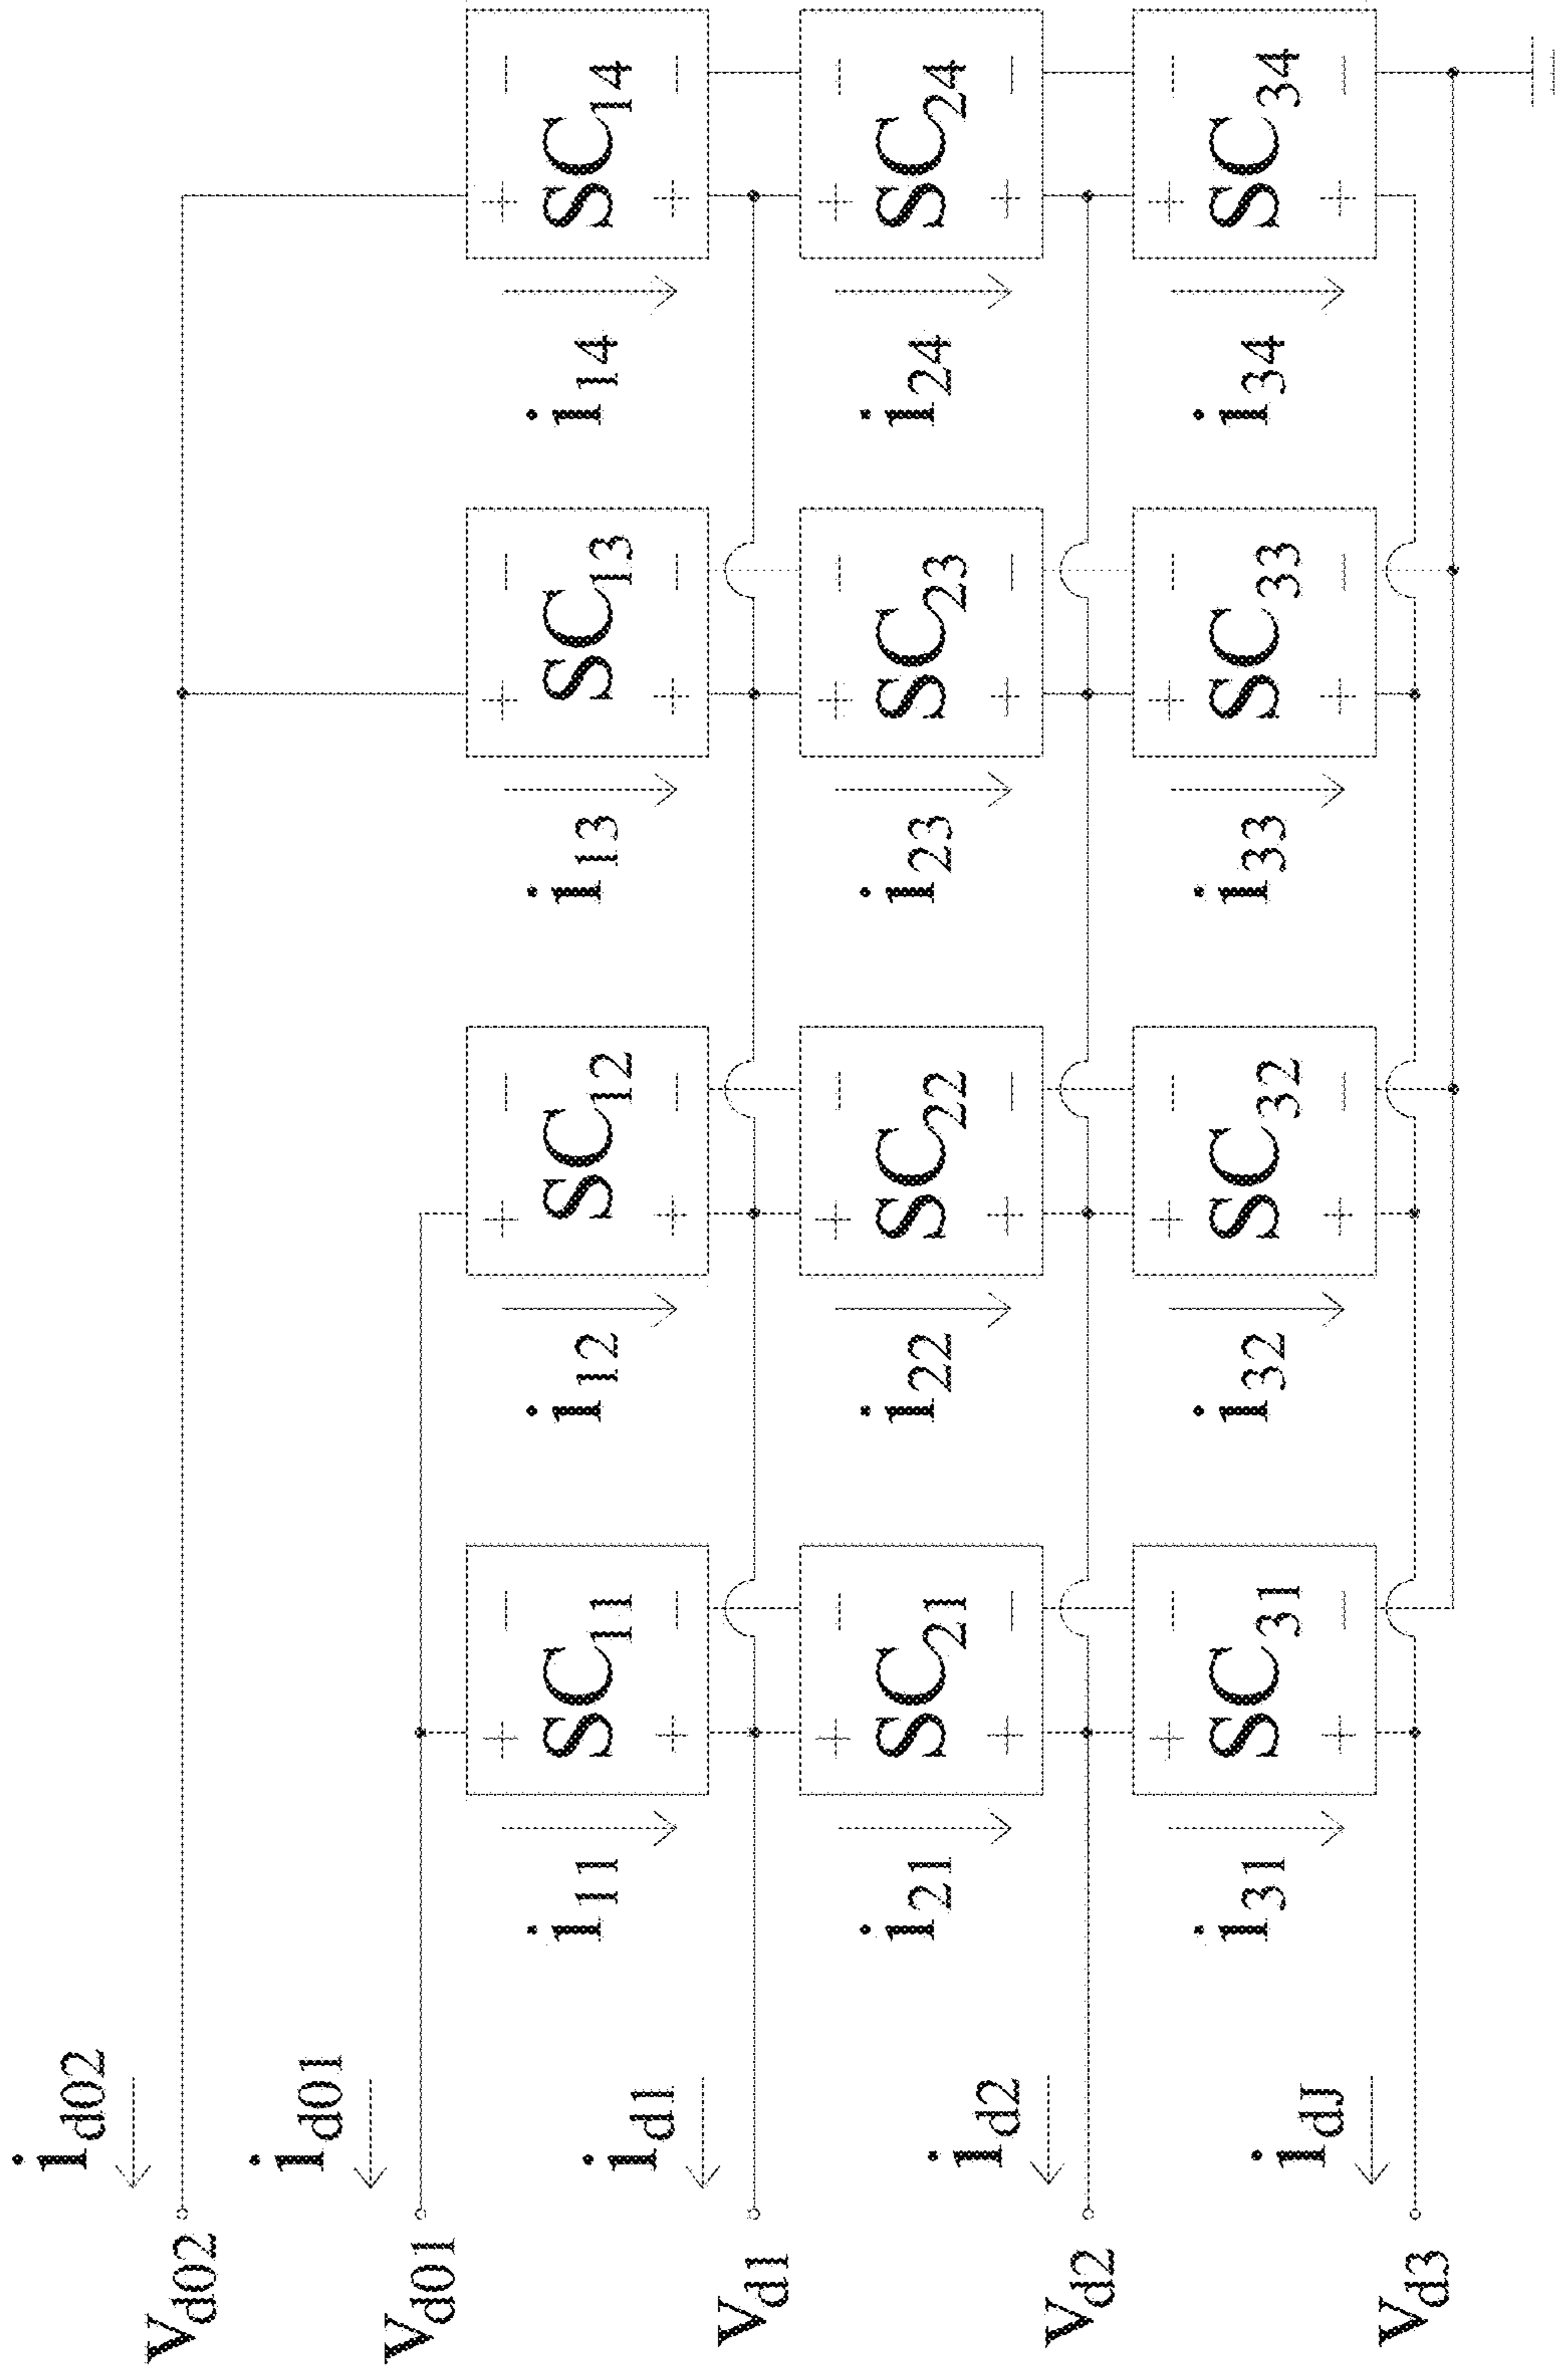 i_d02
V_d02
i_d01
V_d01
i_11 SC_11 i_12 SC_12 i_13 SC_13 i_14 SC_14
i_d1
V_d1
i_21 SC_21 i_22 SC_22 i_23 SC_23 i_24 SC_24
i_d2
V_d2
i_31 SC_31 i_32 SC_32 i_33 SC_33 i_34 SC_34
i_dJ
V_d3